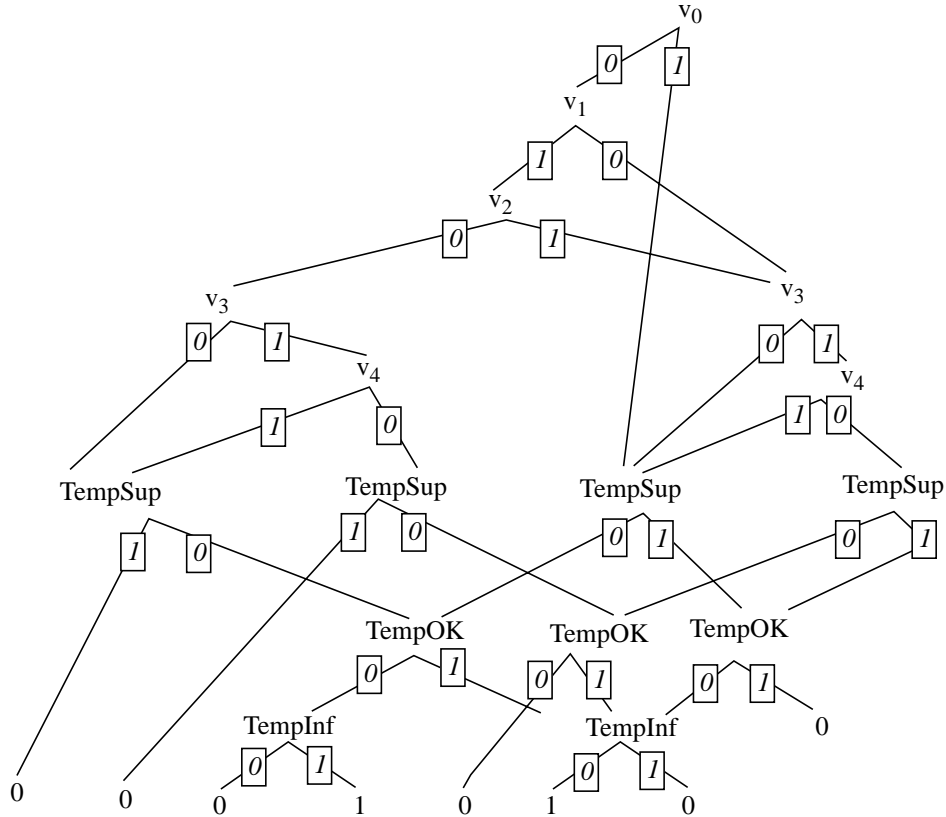 v0
0 1
v1
1 0
v2
0 1
v3 v3
0 1 0 1
v4 v4
1 0 1 0
TempSup TempSup TempSup TempSup
1 0 1 0 0 1 0 1
TempOK TempOK TempOK
0 1 0 1 0 1
TempInf TempInf 0
0 1 0 1
0 0 0 1 0 1 0